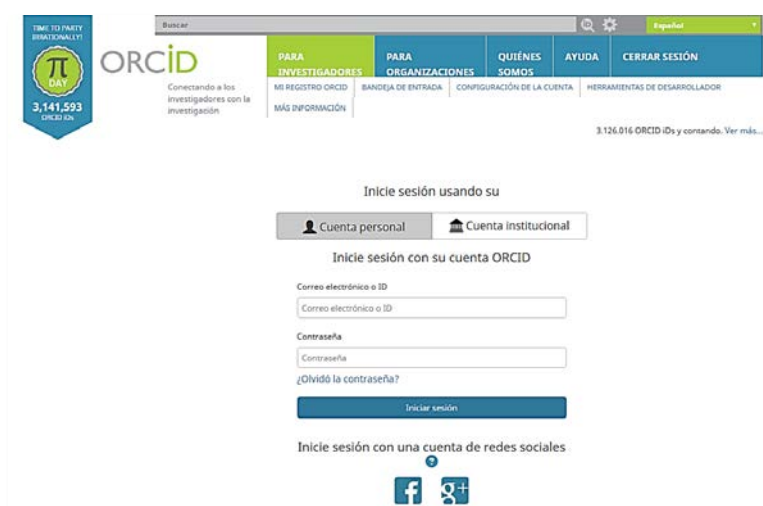 TIME TO PARTY
IRRATIONALLY!
π
DAY
3,141,593
ORCID iDs
Buscar
iD
Español
ORCiD
Conectando a los
investigadores con la
investigación
PARA
INVESTIGADORES
PARA
ORGANIZACIONES
QUIÉNES
SOMOS
AYUDA
CERRAR SESIÓN
MI REGISTRO ORCID
BANDEJA DE ENTRADA
CONFIGURACIÓN DE LA CUENTA
HERRAMIENTAS DE DESARROLLADOR
MÁS INFORMACIÓN
3.126.016 ORCID iDs y contando. Ver más...
Inicie sesión usando su
Cuenta personal
Cuenta institucional
Inicie sesión con su cuenta ORCID
Correo electrónico o ID
Correo electrónico o ID
Contraseña
Contraseña
¿Olvidó la contraseña?
Iniciar sesión
Inicie sesión con una cuenta de redes sociales
?
f
g+